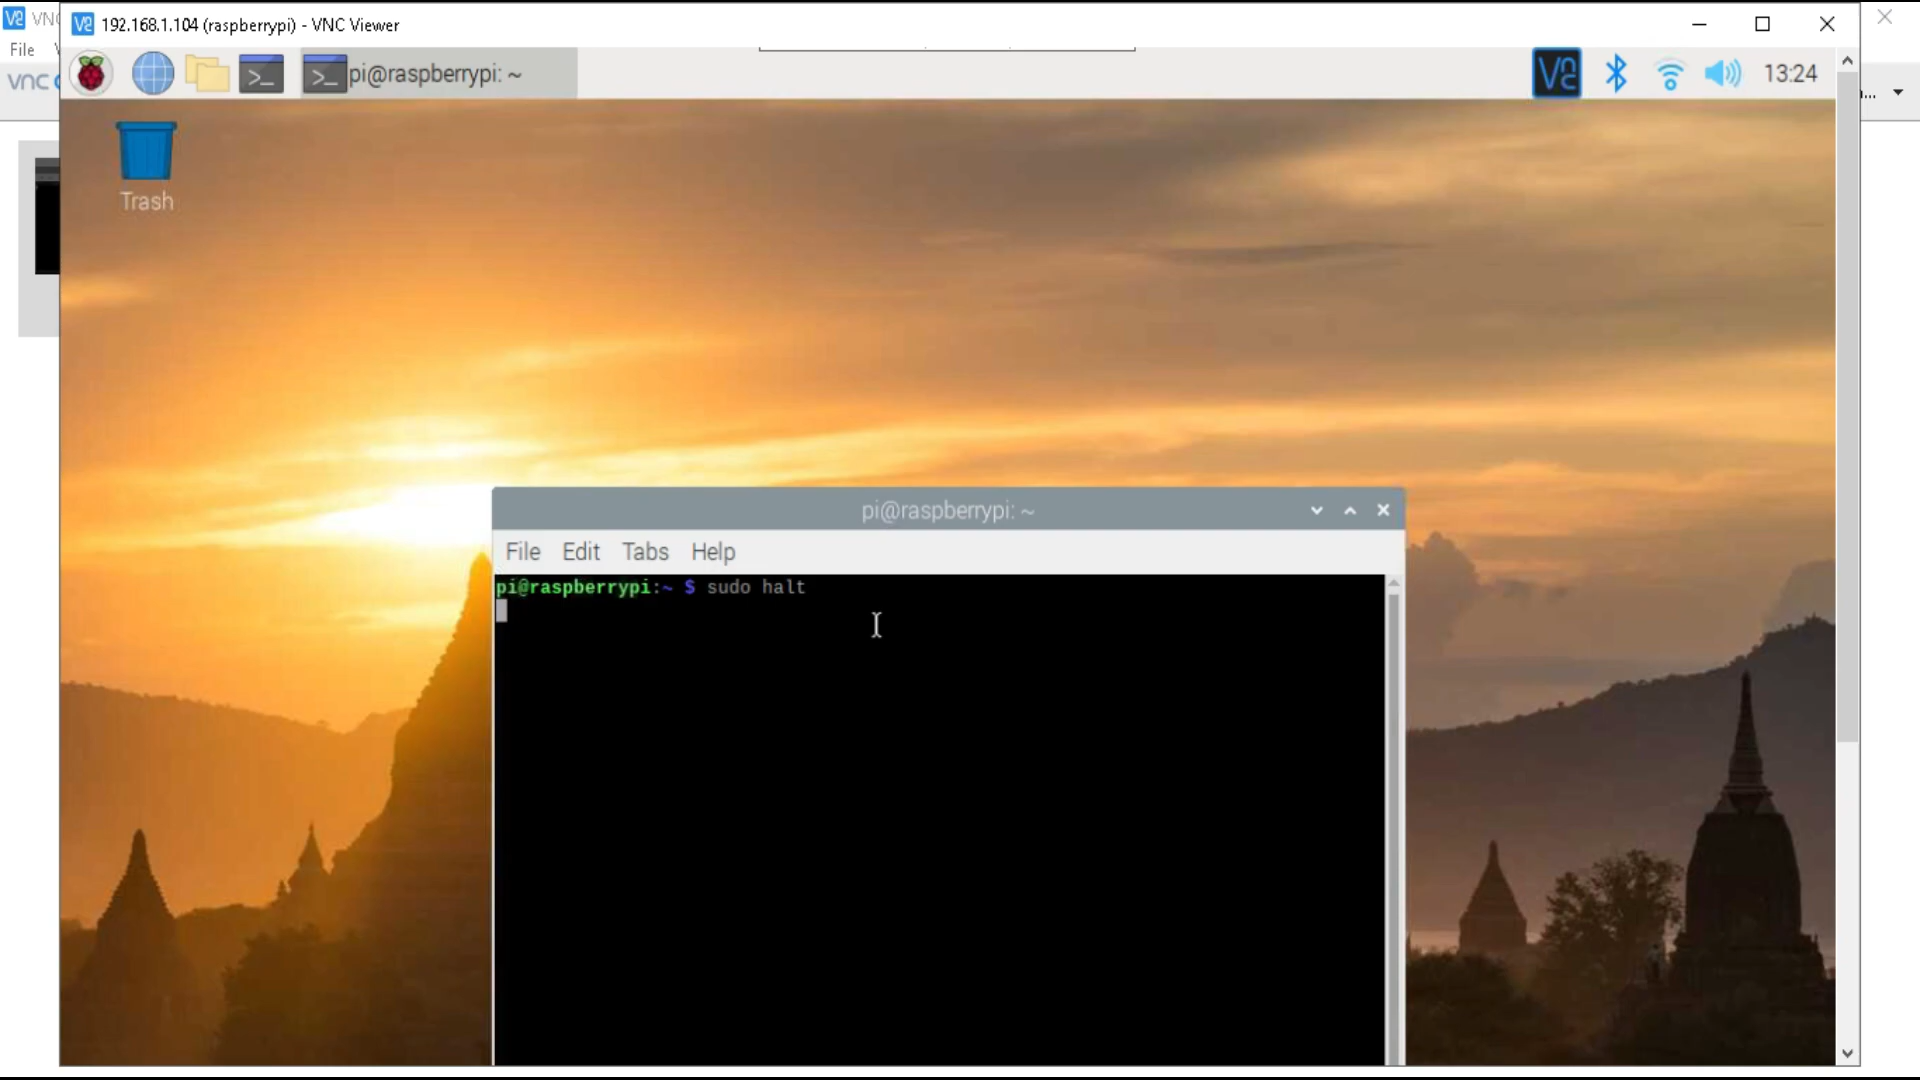 VNC
192.168.1.104 (raspberrypi) - VNC Viewer
File
vnc
pi@raspberrypi: ~
13:24
...
Trash
pi@raspberrypi: ~
File Edit Tabs Help
pi@raspberrypi:~ $ sudo halt